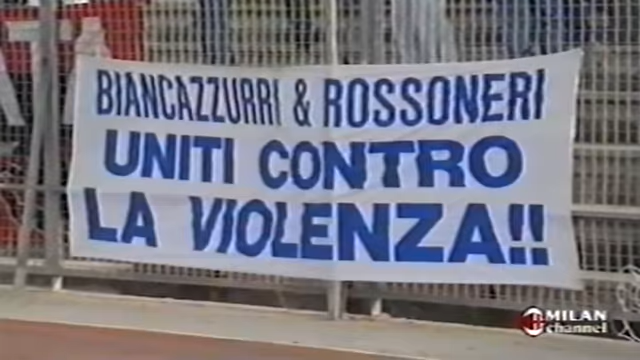 BIANCAZZURRI & ROSSONERI
UNITI CONTRO
LA VIOLENZA!!
MILAN
channel